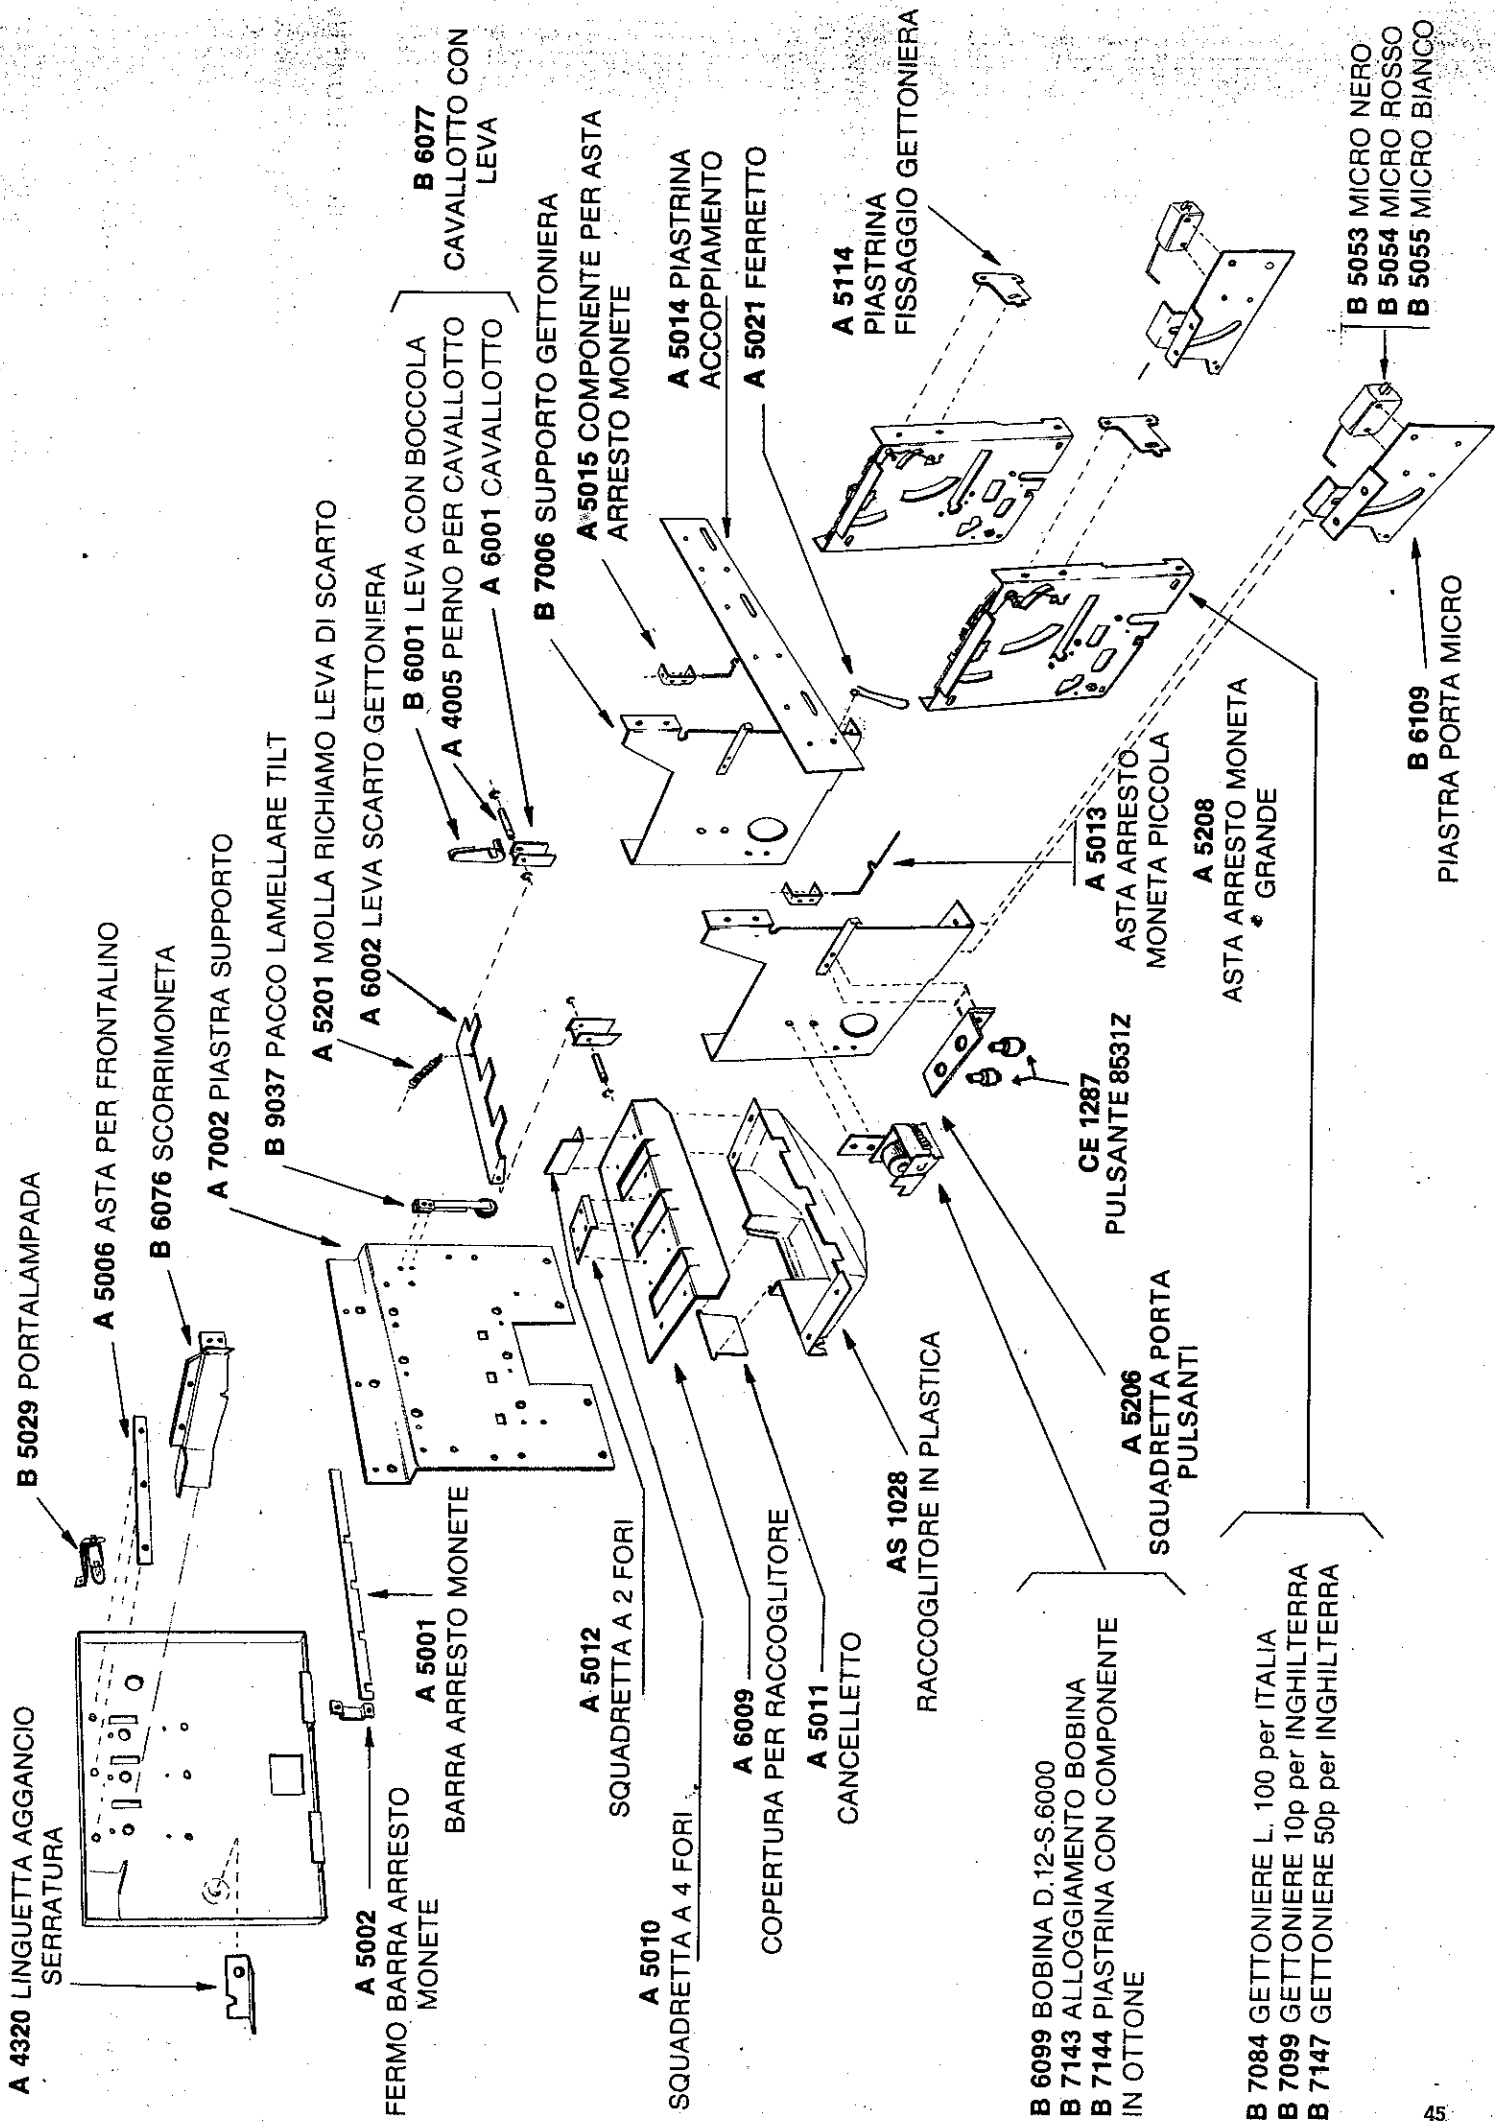 A 4320 LINGUETTA AGGANCIO
SERRATURA
B 5029 PORTALAMPADA
A 5006 ASTA PER FRONTALINO
B 6076 SCORRIMONETA
A 7002 PIASTRA SUPPORTO
B 9037 PACCO LAMELLARE TILT
A 5201 MOLLA RICHIAMO LEVA DI SCARTO
A 6002 LEVA SCARTO GETTONIERA
B 6001 LEVA CON BOCCOLA
A 4005 PERNO PER CAVALLOTTO
A 6001 CAVALLOTTO
B 6077
CAVALLOTTO CON
LEVA
B 7006 SUPPORTO GETTONIERA
A 5015 COMPONENTE PER ASTA
ARRESTO MONETE
A 5014 PIASTRINA
ACCOPPIAMENTO
A 5021 FERRETTO
A 5114
PIASTRINA
FISSAGGIO GETTONIERA
B 5053 MICRO NERO
B 5054 MICRO ROSSO
B 5055 MICRO BIANCO
A 5002
FERMO BARRA ARRESTO
MONETE
A 5001
BARRA ARRESTO MONETE
A 5012
SQUADRETTA A 2 FORI
A 5010
SQUADRETTA A 4 FORI
A 6009
COPERTURA PER RACCOGLITORE
A 5011
CANCELLETTO
AS 1028
RACCOGLITORE IN PLASTICA
A 5013
ASTA ARRESTO
MONETA PICCOLA
A 5208
ASTA ARRESTO MONETA
GRANDE
B 6109
PIASTRA PORTA MICRO
CE 1287
PULSANTE 8531Z
A 5206
SQUADRETTA PORTA
PULSANTI
B 6099 BOBINA D.12-S.6000
B 7143 ALLOGGIAMENTO BOBINA
B 7144 PIASTRINA CON COMPONENTE
IN OTTONE
B 7084 GETTONIERE L. 100 per ITALIA
B 7099 GETTONIERE 10p per INGHILTERRA
B 7147 GETTONIERE 50p per INGHILTERRA
45